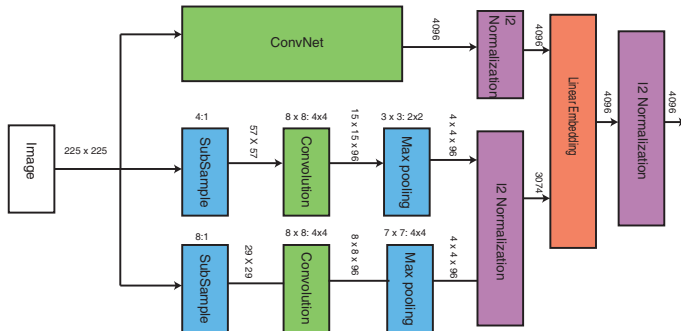 ConvNet
4096
l2 Normalization
4096
Linear Embedding
4096
l2 Normalization
4096
Image
225 x 225
4:1
SubSample
57 X 57
8 x 8: 4x4
Convolution
15 x 15 x 96
3 x 3: 2x2
Max pooling
4 x 4 x 96
l2 Normalization
3074
8:1
SubSample
29 X 29
8 x 8: 4x4
Convolution
8 x 8 x 96
7 x 7: 4x4
Max pooling
4 x 4 x 96